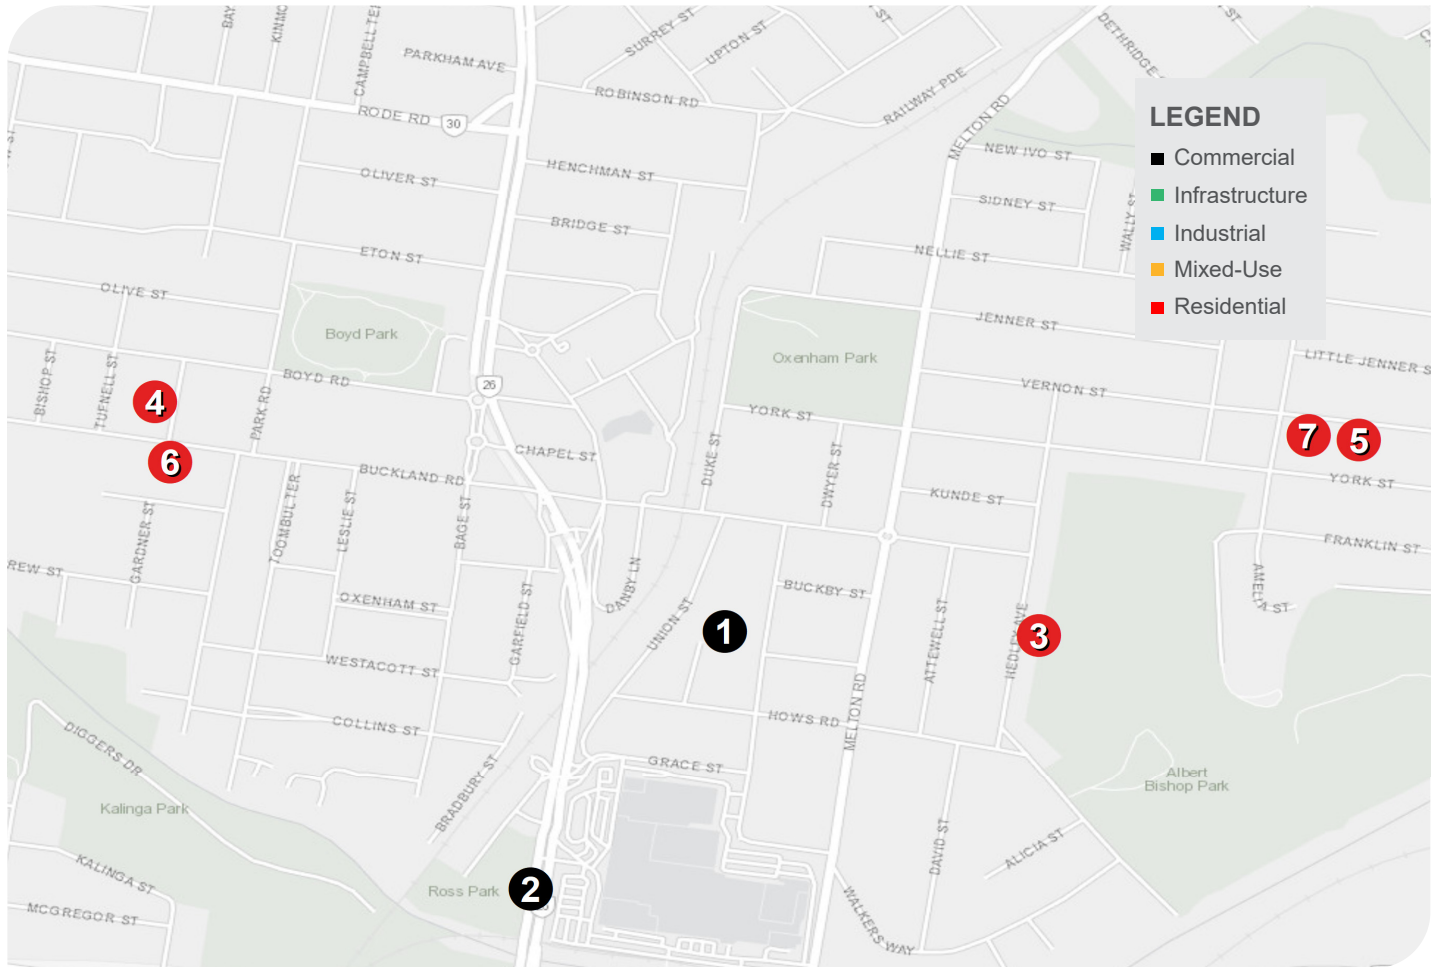 SURREY ST
UPTON ST
PARKHAM AVE
CAMPBELL TE
ROBINSON RD
RAILWAY PDE
MELTON RD
RODE RD
30
LEGEND
Commercial
Infrastructure
Industrial
Mixed-Use
Residential
NEW IVO ST
HENCHMAN ST
OLIVER ST
SIDNEY ST
WALLY ST
BRIDGE ST
ETON ST
NELLIE ST
OLIVE ST
JENNER ST
Boyd Park
Oxenham Park
LITTLE JENNER S
BISHOP ST
TUFNELL ST
BOYD RD
26
VERNON ST
4
PARK RD
YORK ST
7
5
6
CHAPEL ST
DUKE ST
DWYER ST
BUCKLAND RD
YORK ST
KUNDE ST
GARDNER ST
TOOMBUL TER
LESLIE ST
BAGE ST
FRANKLIN ST
REW ST
DANBY LN
BUCKBY ST
AMELIA ST
OXENHAM ST
GARFIELD ST
UNION ST
1
ATTEWELL ST
HEDLEY AVE
3
WESTACOTT ST
MELTON RD
COLLINS ST
HOWS RD
DIGGERS DR
BRADBURY ST
GRACE ST
Albert
Bishop Park
Kalinga Park
DAVID ST
ALICIA ST
KALINGA ST
Ross Park
2
MCGREGOR ST
WALKERS WAY